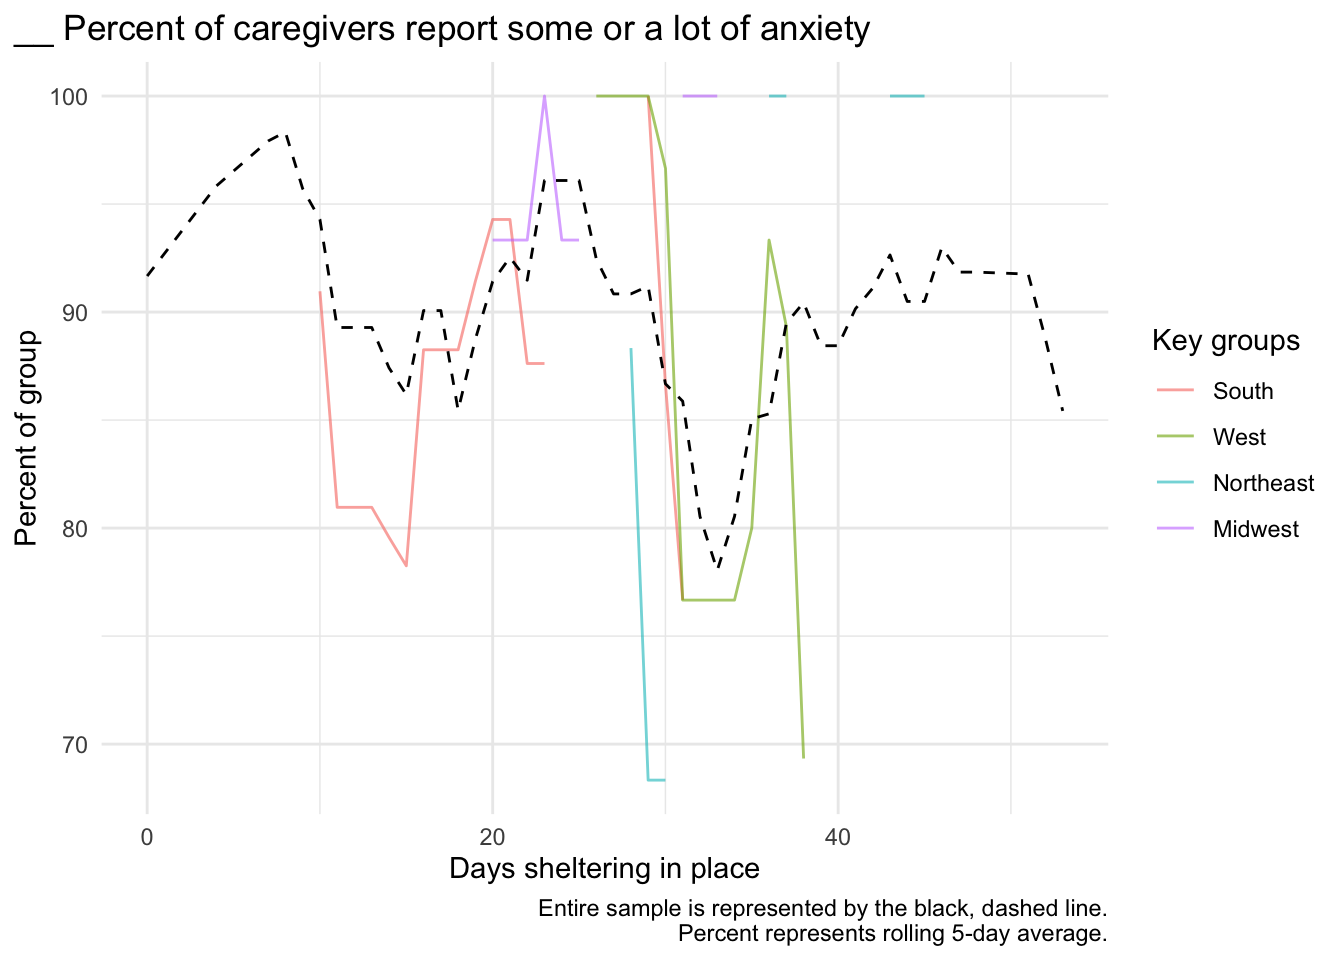 __ Percent of caregivers report some or a lot of anxiety
100
90
80
70
Percent of group
0
20
40
Days sheltering in place
Key groups
South
West
Northeast
Midwest
Entire sample is represented by the black, dashed line.
Percent represents rolling 5-day average.